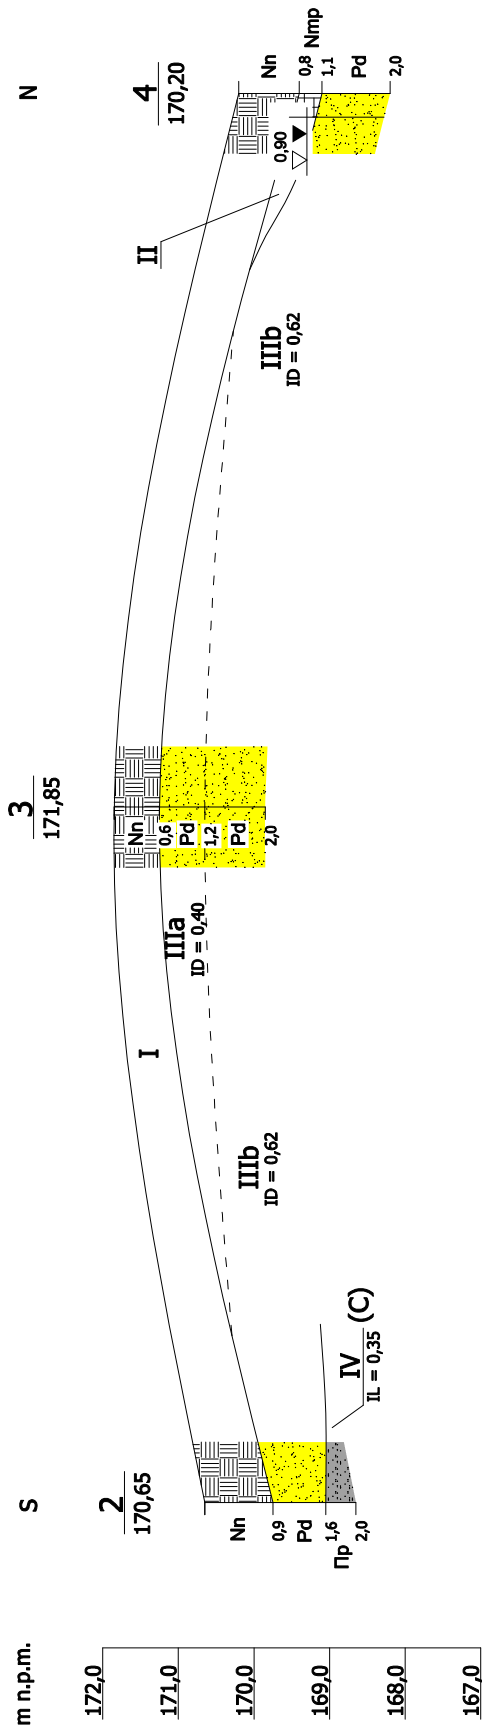 m n.p.m.
172,0
171,0
170,0
169,0
168,0
167,0
S
2
170,65
Nn
0,9
Pd
1,6
Πp
2,0
IV
(C)
IL = 0,35
I
IIIa
ID = 0,40
IIIb
ID = 0,62
3
171,85
Nn
0,6
Pd
1,2
Pd
2,0
IIIb
ID = 0,62
II
N
4
170,20
0,90
Nn
0,8
Nmp
1,1
Pd
2,0